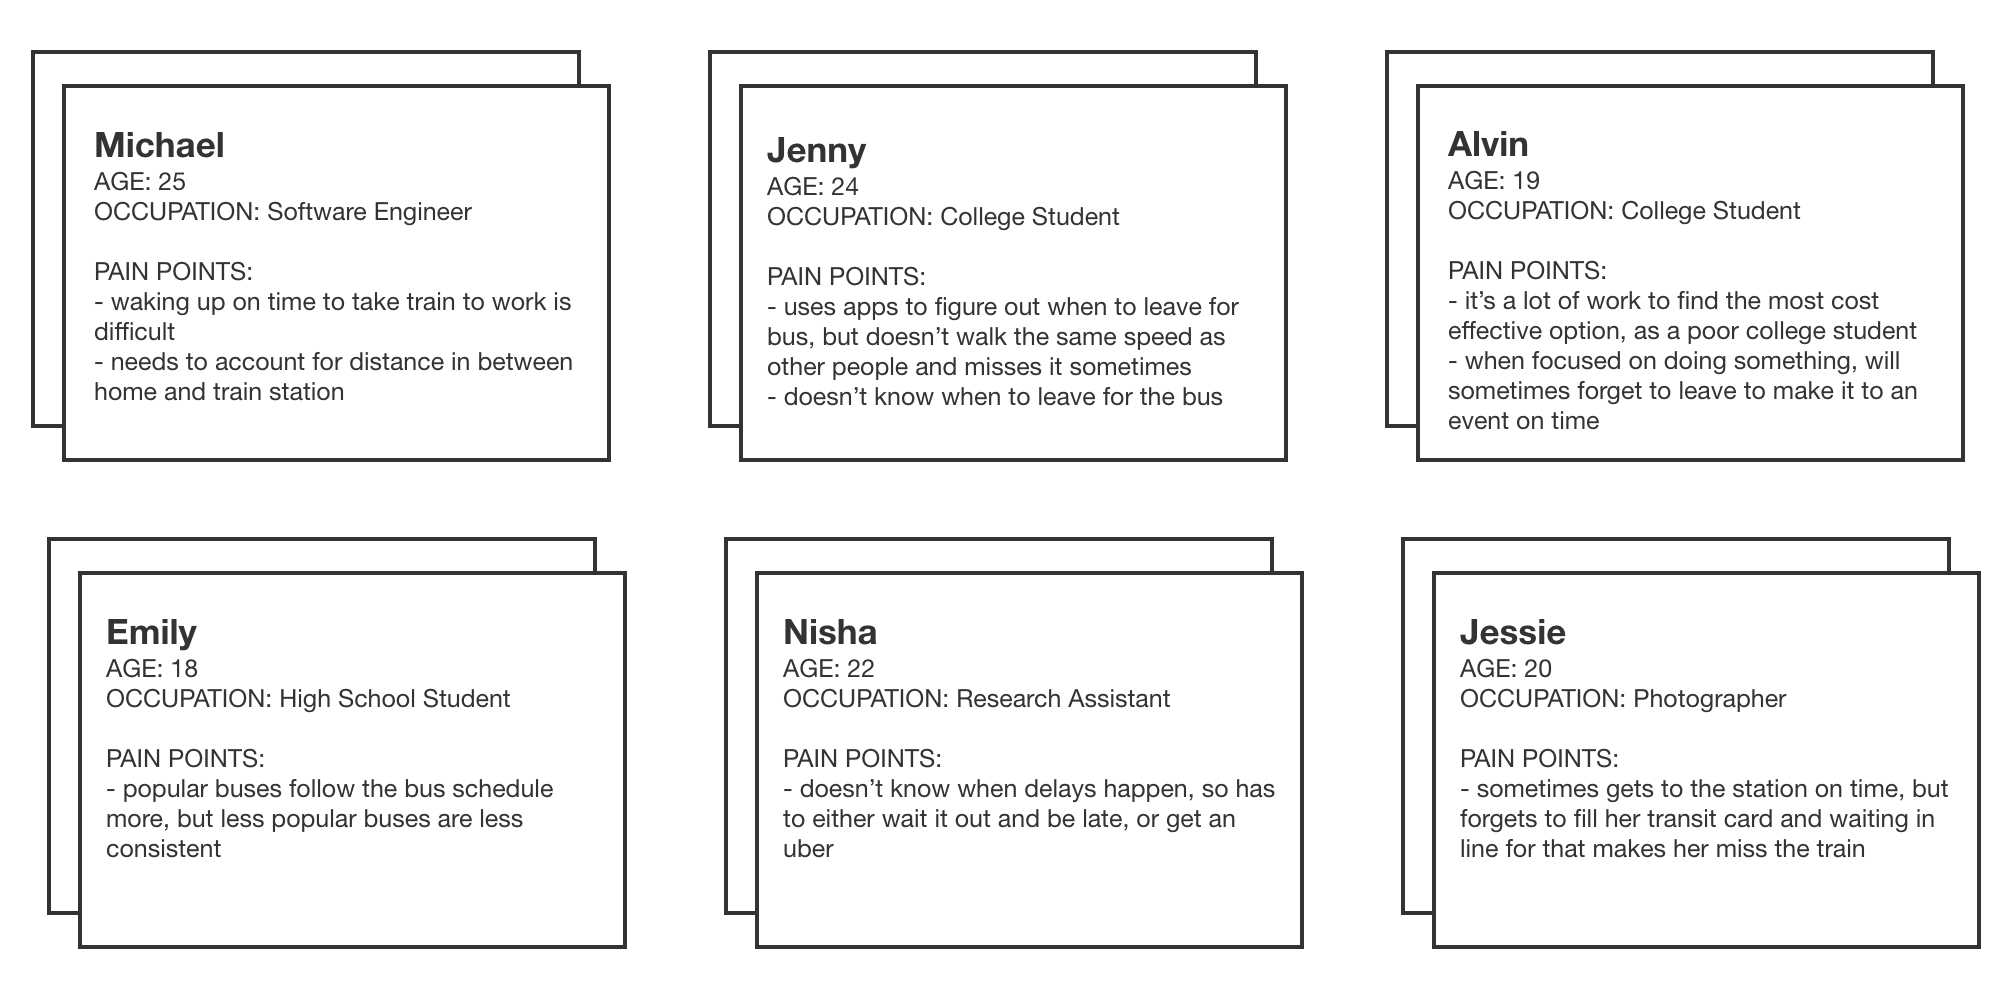 Michael
AGE: 25
OCCUPATION: Software Engineer
PAIN POINTS:
- waking up on time to take train to work is
difficult
- needs to account for distance in between
home and train station
Jenny
AGE: 24
OCCUPATION: College Student
PAIN POINTS:
- uses apps to figure out when to leave for
bus, but doesn’t walk the same speed as
other people and misses it sometimes
- doesn’t know when to leave for the bus
Alvin
AGE: 19
OCCUPATION: College Student
PAIN POINTS:
- it’s a lot of work to find the most cost
effective option, as a poor college student
- when focused on doing something, will
sometimes forget to leave to make it to an
event on time
Emily
AGE: 18
OCCUPATION: High School Student
PAIN POINTS:
- popular buses follow the bus schedule
more, but less popular buses are less
consistent
Nisha
AGE: 22
OCCUPATION: Research Assistant
PAIN POINTS:
- doesn’t know when delays happen, so has
to either wait it out and be late, or get an
uber
Jessie
AGE: 20
OCCUPATION: Photographer
PAIN POINTS:
- sometimes gets to the station on time, but
forgets to fill her transit card and waiting in
line for that makes her miss the train